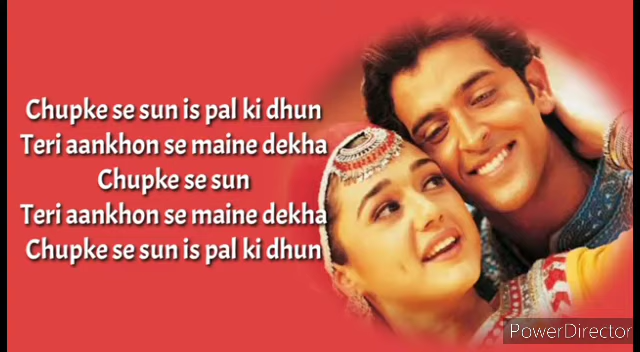 Chupke se sun is pal ki dhun
Teri aankhon se maine dekha
Chupke se sun
Teri aankhon se maine dekha
Chupke se sun is pal ki dhun
PowerDirector